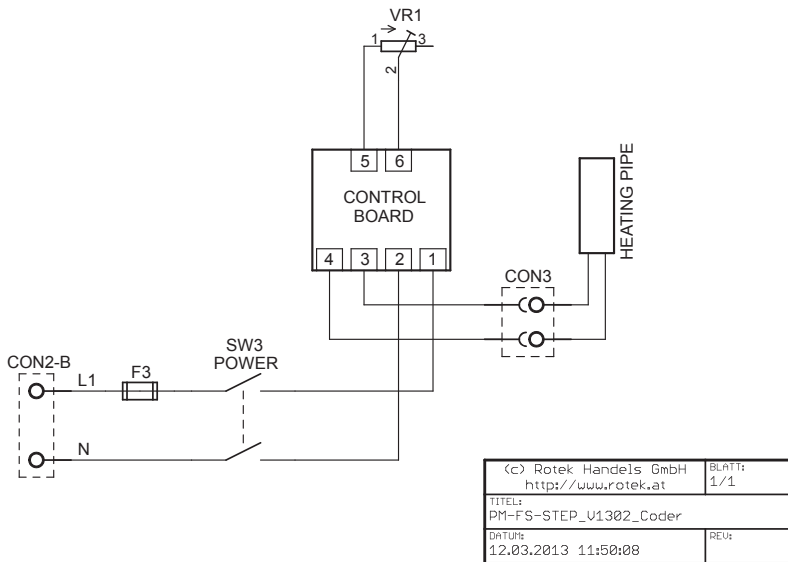 VR1
1
3
2
5
6
CONTROL
BOARD
4
3
2
1
HEATING PIPE
CON3
SW3
POWER
CON2-B
L1
F3
N
(c) Rotek Handels GmbH
http://www.rotek.at
BLATT:
1/1
TITEL:
PM-FS-STEP_V1302_Coder
DATUM:
12.03.2013 11:50:08
REV: